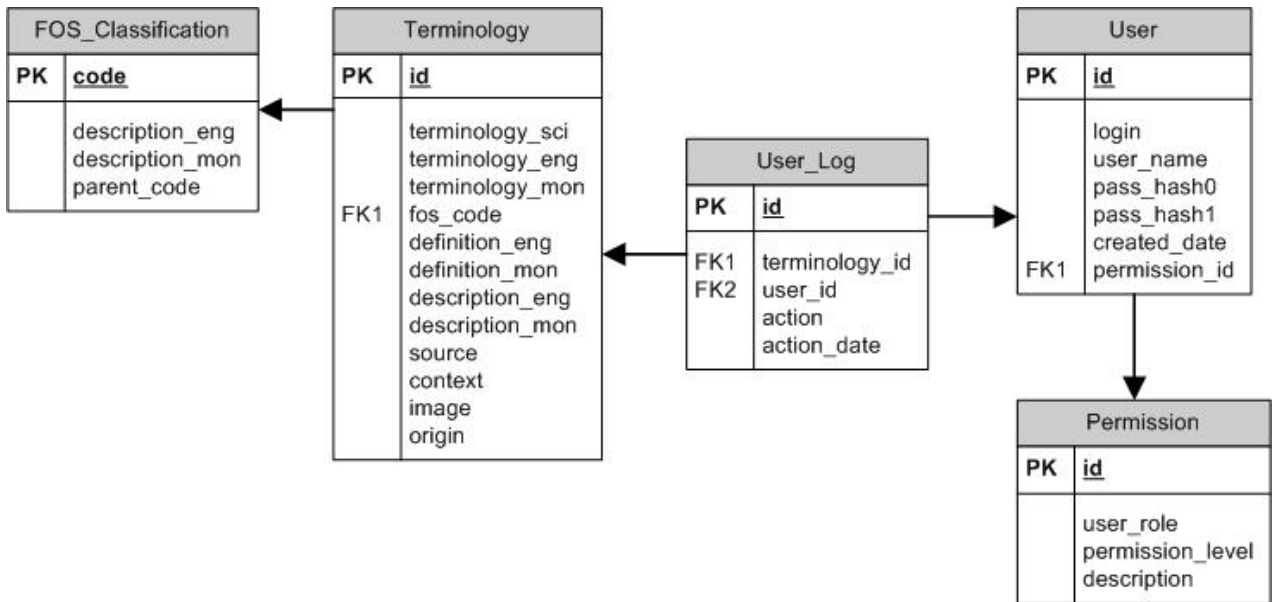 FOS_Classification
PK code
description_eng
description_mon
parent_code
Terminology
PK id
terminology_sci
terminology_eng
terminology_mon
FK1 fos_code
definition_eng
definition_mon
description_eng
description_mon
source
context
image
origin
User_Log
PK id
FK1 terminology_id
FK2 user_id
action
action_date
User
PK id
login
user_name
pass_hash0
pass_hash1
created_date
FK1 permission_id
Permission
PK id
user_role
permission_level
description